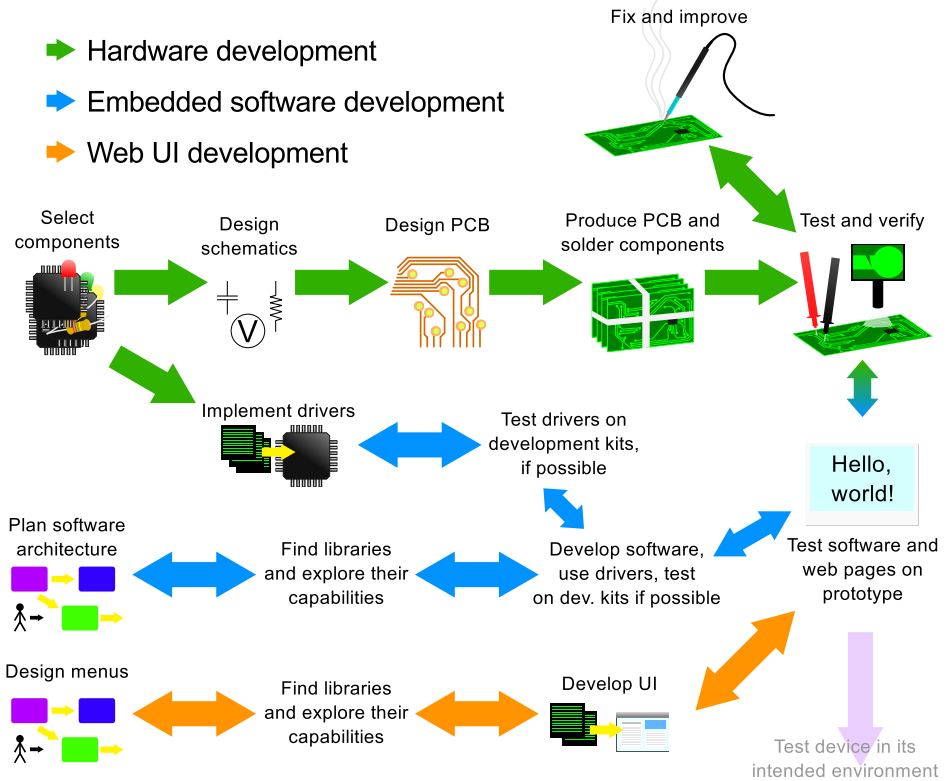 Fix and improve
Hardware development
Embedded software development
Web UI development
Select
components
Design
schematics
Design PCB
Produce PCB and
solder components
Test and verify
V
Implement drivers
Test drivers on
development kits,
if possible
Hello,
world!
Plan software
architecture
Find libraries
and explore their
capabilities
Develop software,
use drivers, test
on dev. kits if possible
Test software and
web pages on
prototype
Design menus
Find libraries
and explore their
capabilities
Develop UI
Test device in its
intended environment